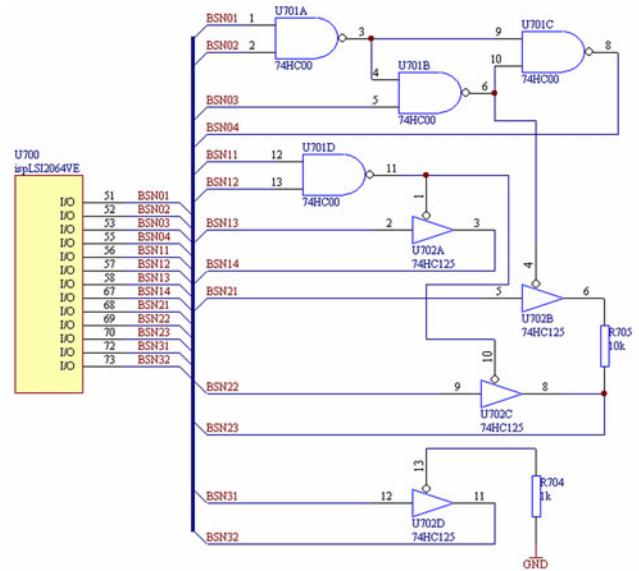 U701A
U701C
BSN01 1 3 9 8
BSN02 2 10
74HC00 U701B 74HC00
4 6
BSN03 5
74HC00
BSN04
U700
ispLSI2064VE
U701D
BSN11 12 11
BSN12 13
74HC00
I/O 51 BSN01
I/O 52 BSN02
I/O 53 BSN03
I/O 55 BSN04
I/O 56 BSN11
I/O 57 BSN12
I/O 58 BSN13
I/O 67 BSN14
I/O 68 BSN21
I/O 69 BSN22
I/O 70 BSN23
I/O 72 BSN31
I/O 73 BSN32
1
BSN13 2 3
U702A
BSN14 74HC125
4
BSN21 5 6
U702B
74HC125
R705
10k
10
BSN22 9 8
U702C
74HC125
BSN23
13
R704
1k
BSN31 12 11
U702D
BSN32 74HC125
GND